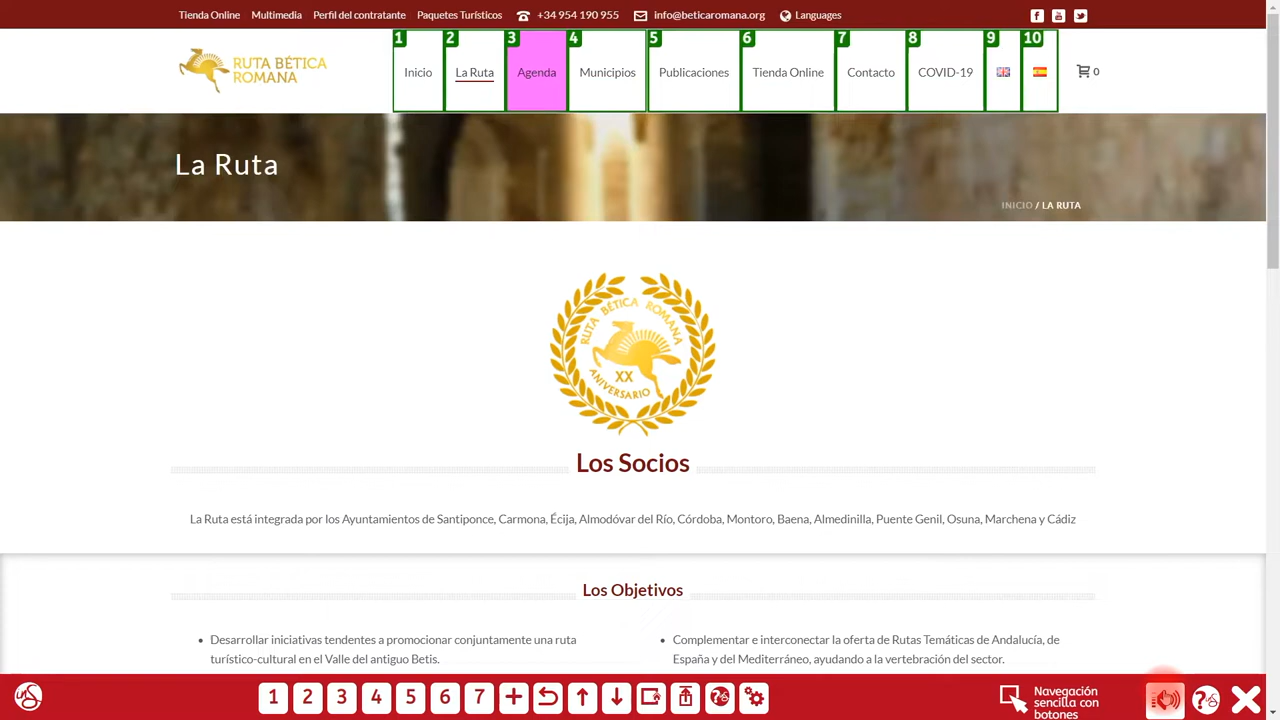 Tienda Online Multimedia Perfil del contratante Paquetes Turísticos +34 954 190 955 info@beticaromana.org Languages
1 2 3 4 5 6 7 8 9 10
RUTA BÉTICA
ROMANA
Inicio La Ruta Agenda Municipios Publicaciones Tienda Online Contacto COVID-19 0
La Ruta
INICIO / LA RUTA
RUTA BÉTICA ROMANA
XX
ANIVERSARIO
Los Socios
La Ruta está integrada por los Ayuntamientos de Santiponce, Carmona, Écija, Almodóvar del Río, Córdoba, Montoro, Baena, Almedinilla, Puente Genil, Osuna, Marchena y Cádiz
Los Objetivos
• Desarrollar iniciativas tendentes a promocionar conjuntamente una ruta
turístico-cultural en el Valle del antiguo Betis.
• Complementar e interconectar la oferta de Rutas Temáticas de Andalucía, de
España y del Mediterráneo, ayudando a la vertebración del sector.
1 2 3 4 5 6 7
Navegación
sencilla con
botones